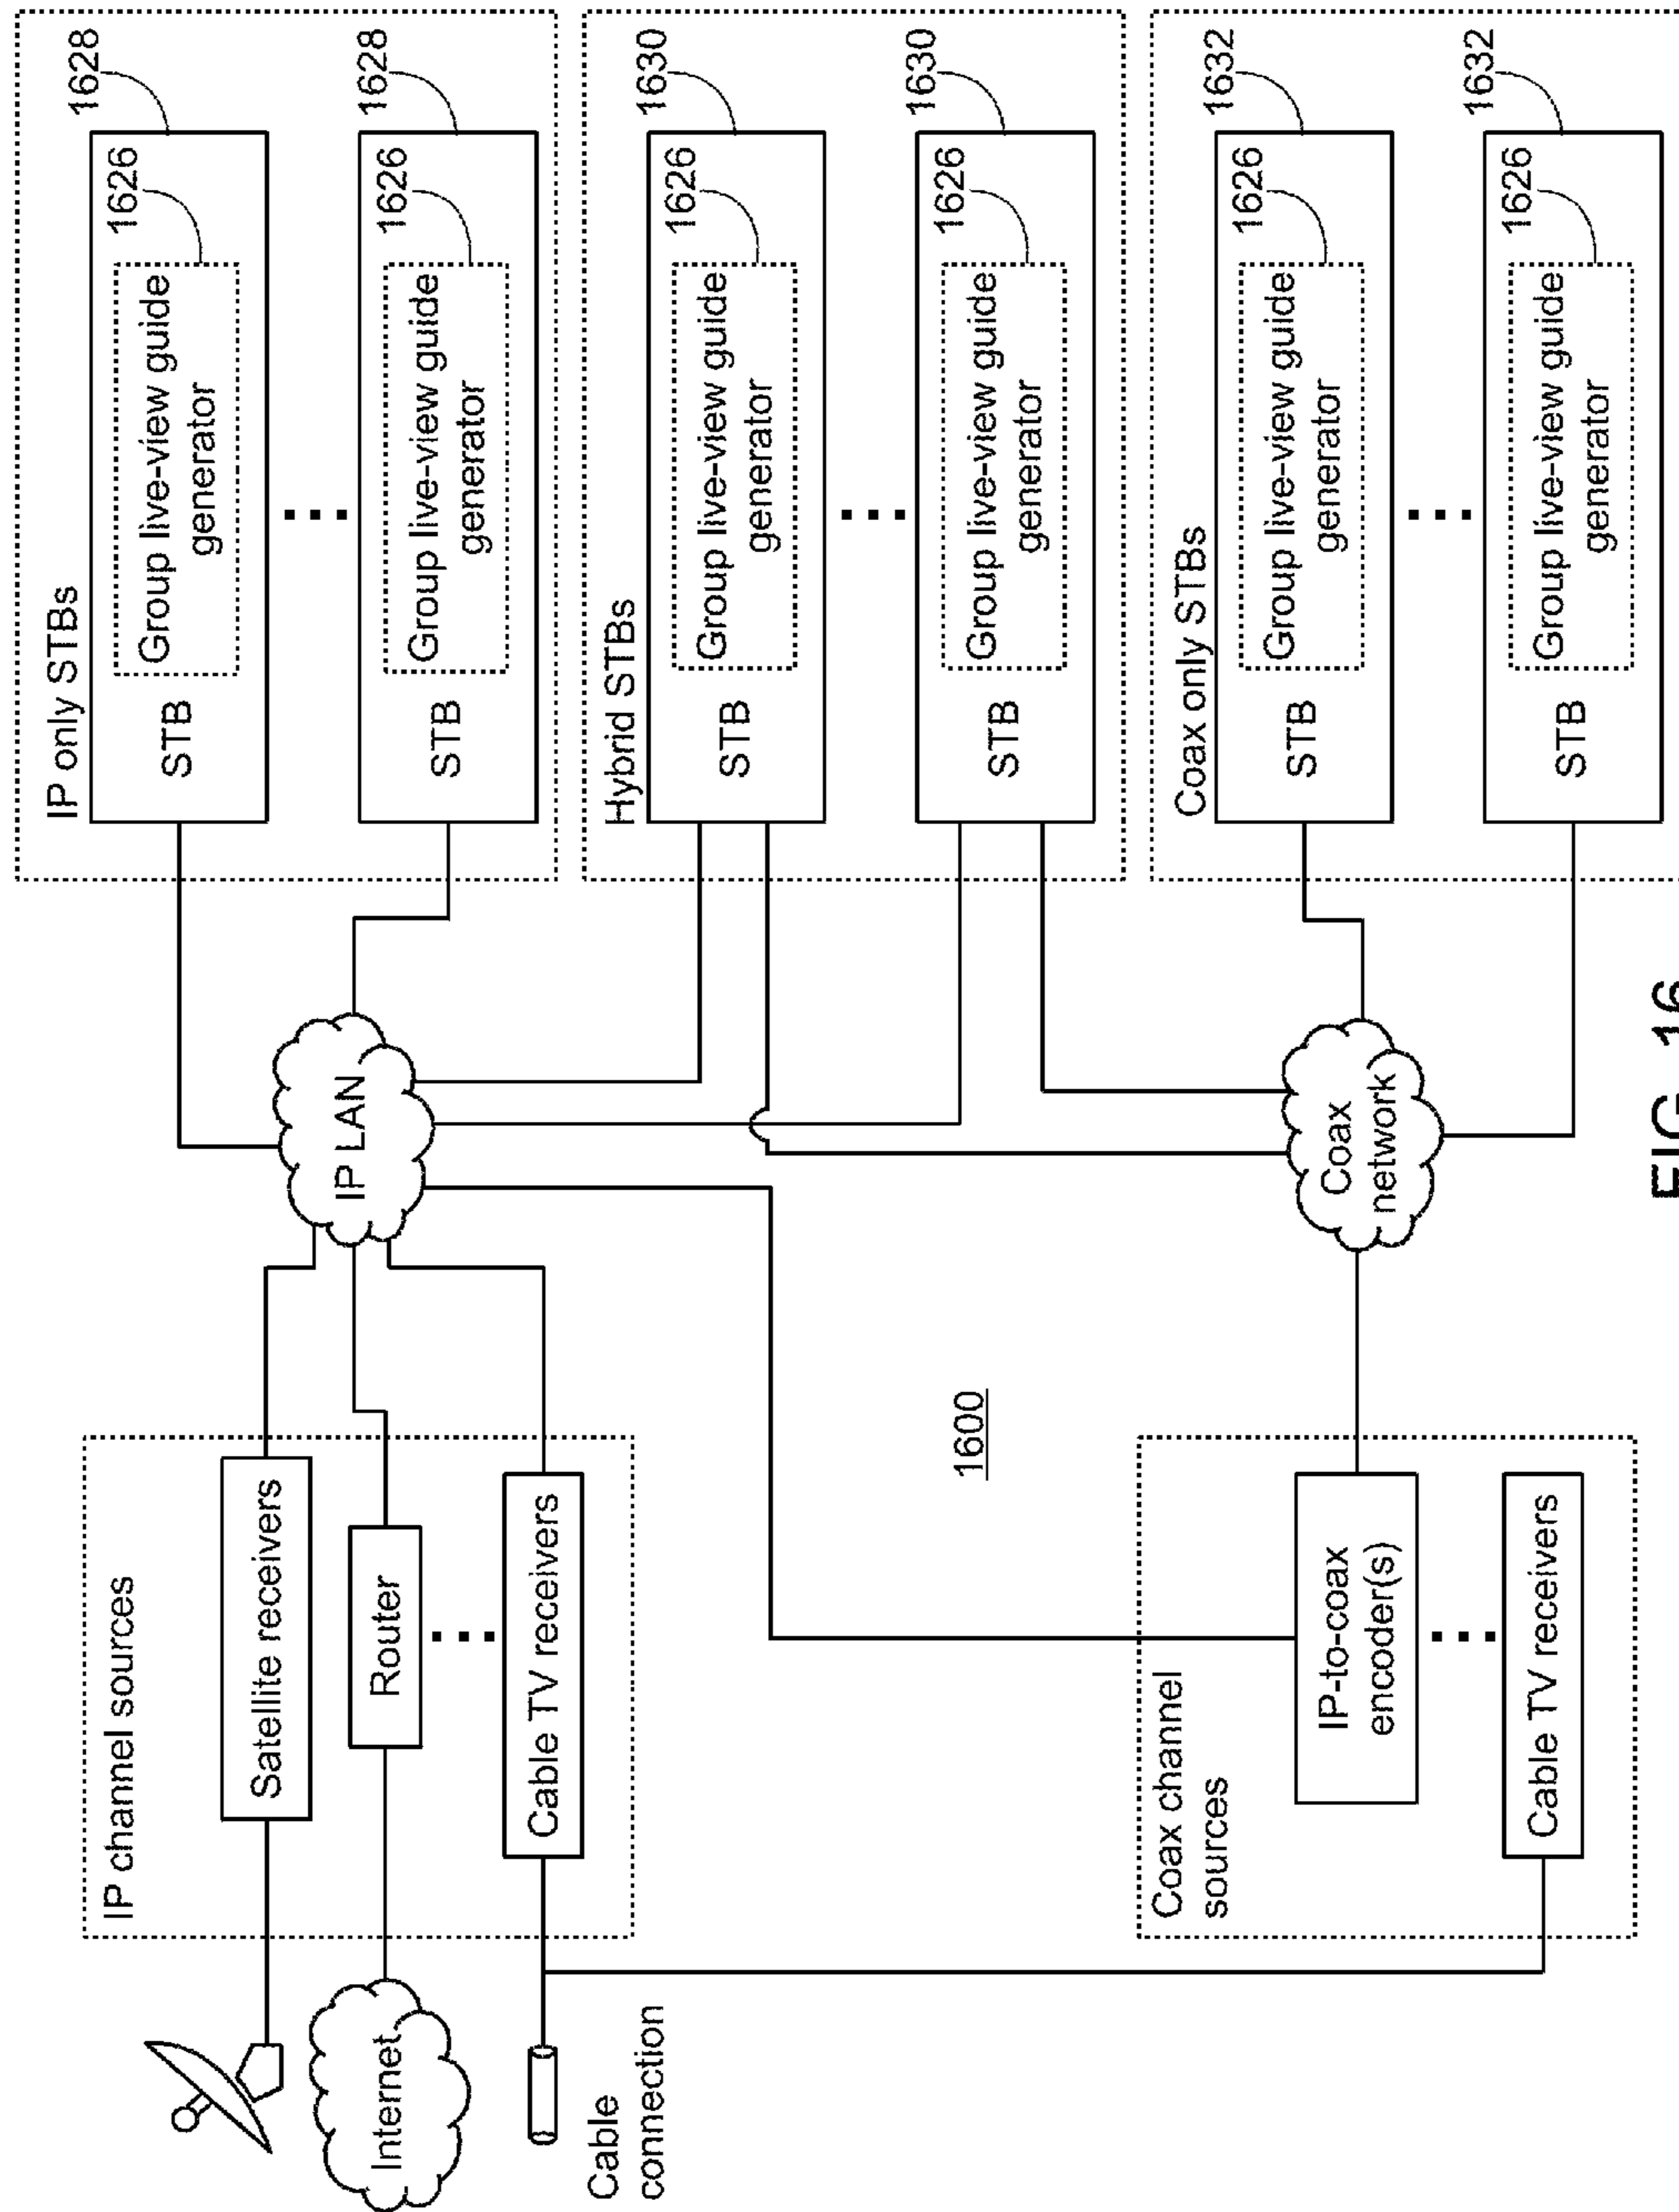 IP channel sources
Satellite receivers
Router
Cable TV receivers
Internet
Cable
connection
IP LAN
1600
Coax channel
sources
IP-to-coax
encoder(s)
Cable TV receivers
Coax
network
IP only STBs
1628
STB
1626
Group live-view guide
generator
1628
STB
1626
Group live-view guide
generator
Hybrid STBs
1630
STB
1626
Group live-view guide
generator
1630
STB
1626
Group live-view guide
generator
Coax only STBs
1632
STB
1626
Group live-view guide
generator
1632
STB
1626
Group live-view guide
generator
FIG. 16